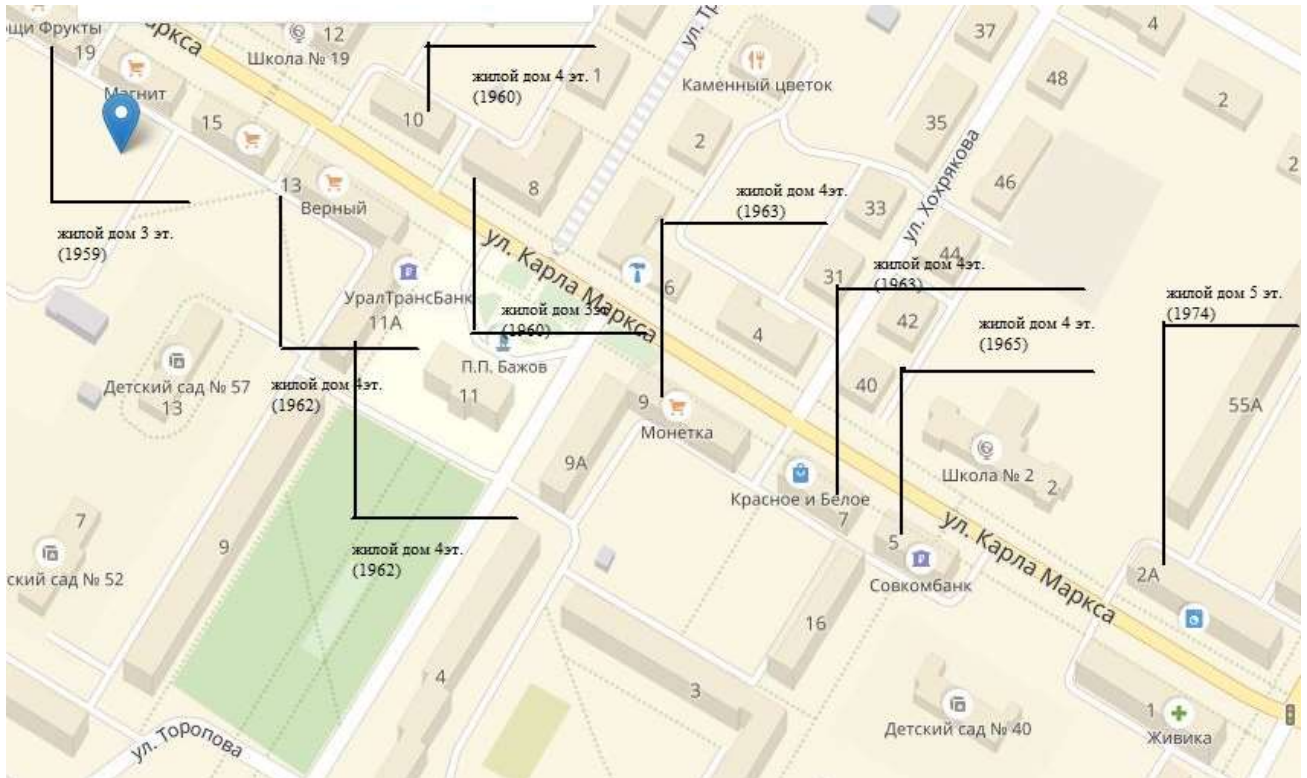 щи Фрукты
19
аркса
12
Школа № 19
Магнит
15
10
жилой дом 4 эт.
(1960)
1
ул. Тр
Каменный цветок
37
4
48
2
35
2
2
13
Верный
8
жилой дом 4эт.
(1963)
33
ул. Хохрякова
46
жилой дом 3 эт.
(1959)
ул. Карла Маркса
УралТрансБанк
11А
6
31
44
жилой дом 4эт.
(1963)
жилой дом 3эт.
(1960)
4
42
жилой дом 4 эт.
(1965)
жилой дом 5 эт.
(1974)
П.П. Бажов
Детский сад № 57
13
жилой дом 4эт.
(1962)
11
9
Монетка
40
55А
9А
Школа № 2
2
Красное и Белое
7
7
ский сад № 52
9
жилой дом 4эт.
(1962)
5
Совкомбанк
ул. Карла Маркса
2А
16
4
3
Детский сад № 40
1
Живика
ул. Торопова